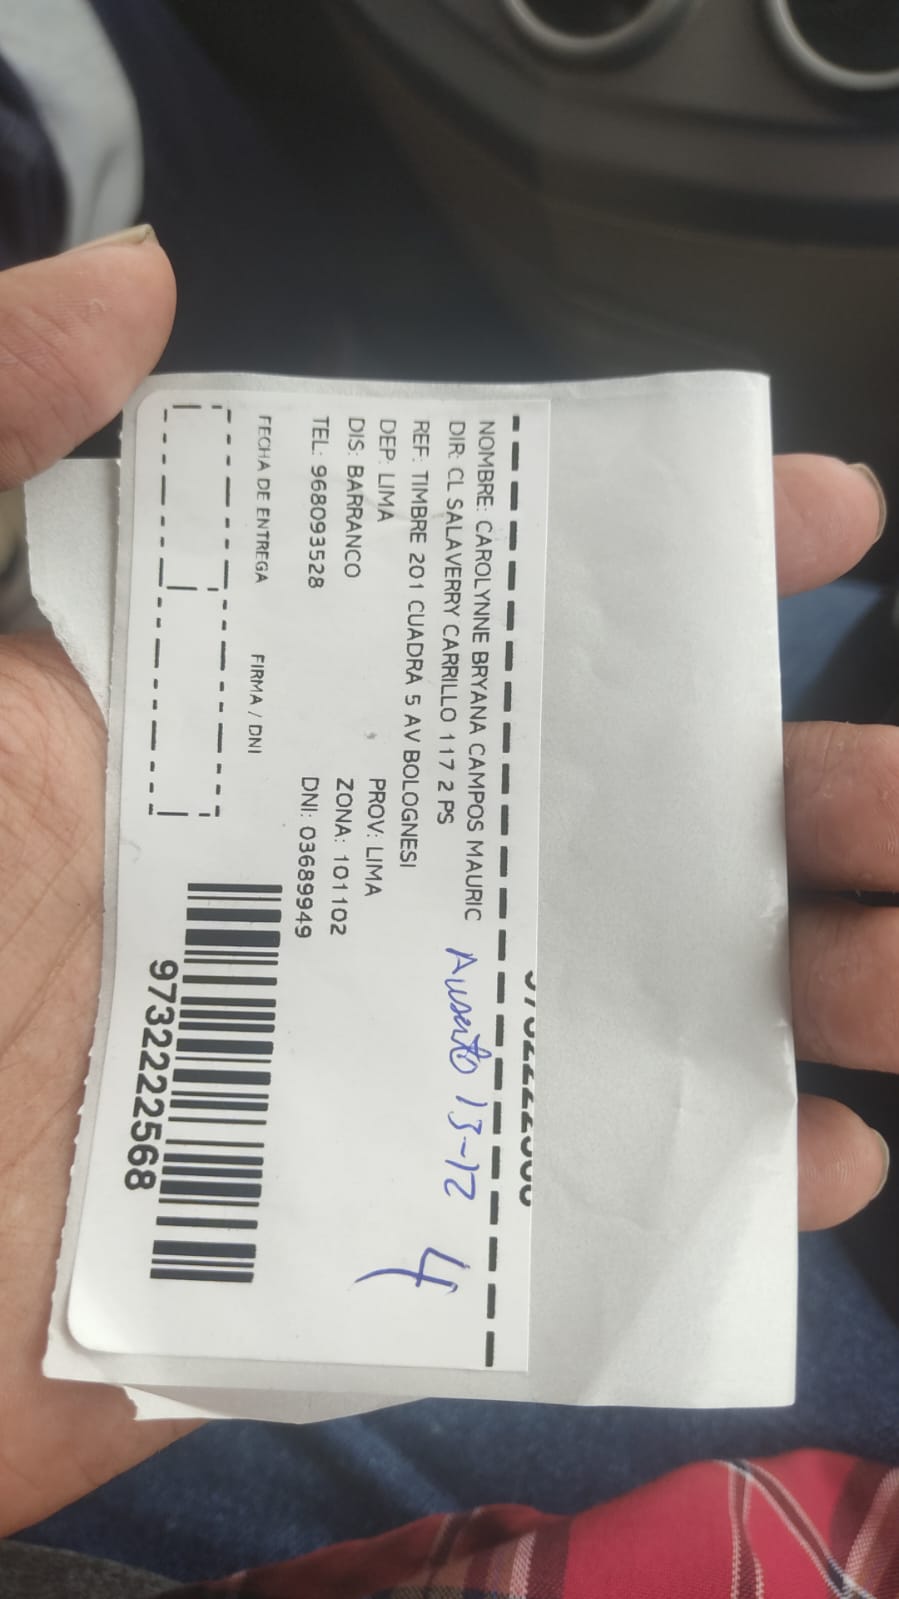 NOMBRE: CAROLYNNE BRYANA CAMPOS MAURIC
DIR: CL SALAVERRY CARRILLO 117 2 PS
REF: TIMBRE 201 CUADRA 5 AV BOLOGNESI
DEP: LIMA PROV: LIMA
DIS: BARRANCO ZONA: 101102
TEL: 968093528 DNI: 03689949
Ausento 13-12
4
FECHA DE ENTREGA FIRMA / DNI
9732222568